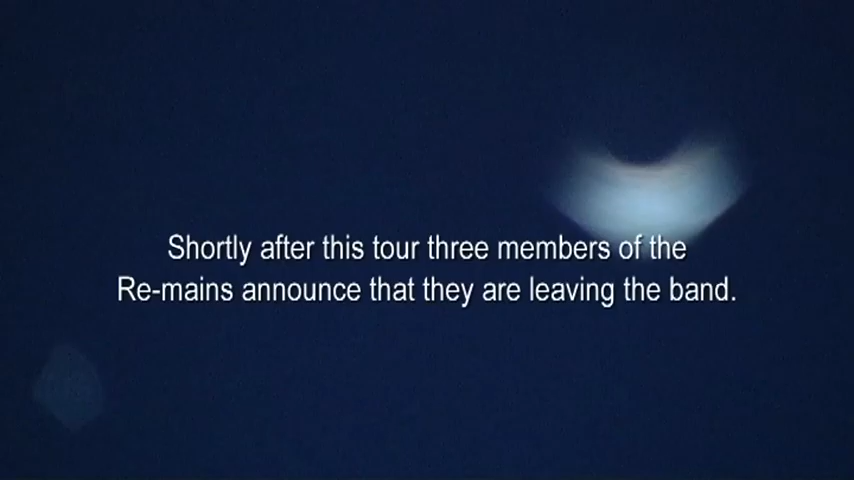 Shortly after this tour three members of the
Re-mains announce that they are leaving the band.